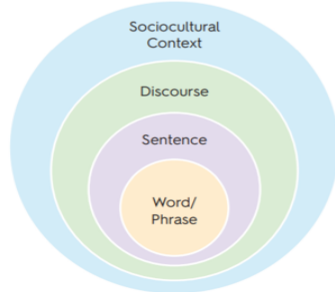 Sociocultural
Context
Discourse
Sentence
Word/
Phrase